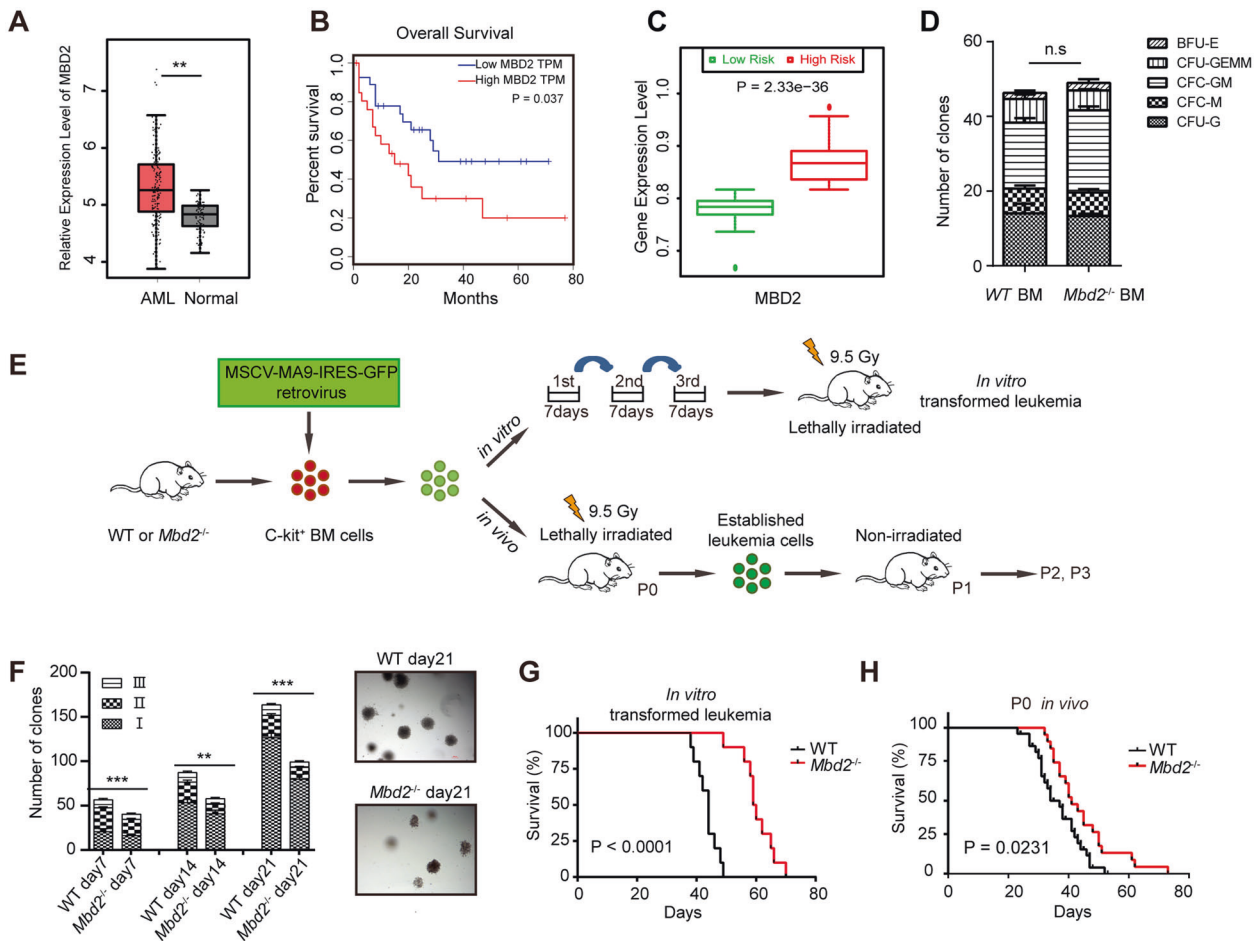 A
Relative Expression Level of MBD2
7
6
5
4
**
AML Normal
B
Overall Survival
Low MBD2 TPM
High MBD2 TPM
P = 0.037
Percent survival
1.0
0.8
0.6
0.4
0.2
0.0
0 20 40 60 80
Months
C
Low Risk High Risk
P = 2.33e−36
Gene Expression Level
1.0
0.9
0.8
0.7
MBD2
D
n.s
Number of clones
60
40
20
0
WT BM Mbd2-/- BM
BFU-E
CFU-GEMM
CFC-GM
CFC-M
CFU-G
E
MSCV-MA9-IRES-GFP
retrovirus
WT or Mbd2-/-
C-kit+ BM cells
in vitro
1st 2nd 3rd
7days 7days 7days
9.5 Gy
Lethally irradiated
In vitro
transformed leukemia
in vivo
9.5 Gy
Lethally irradiated
P0
Established
leukemia cells
Non-irradiated
P1
P2, P3
F
Number of clones
200
150
100
50
0
III
II
I
***
**
***
WT day7
Mbd2-/- day7
WT day14
Mbd2-/- day14
WT day21
Mbd2-/- day21
WT day21
Mbd2-/- day21
G
In vitro
transformed leukemia
WT
Mbd2-/-
Survival (%)
100
75
50
25
0
P < 0.0001
0 20 40 60 80
Days
H
P0 in vivo
WT
Mbd2-/-
Survival (%)
100
75
50
25
0
P = 0.0231
0 20 40 60 80
Days